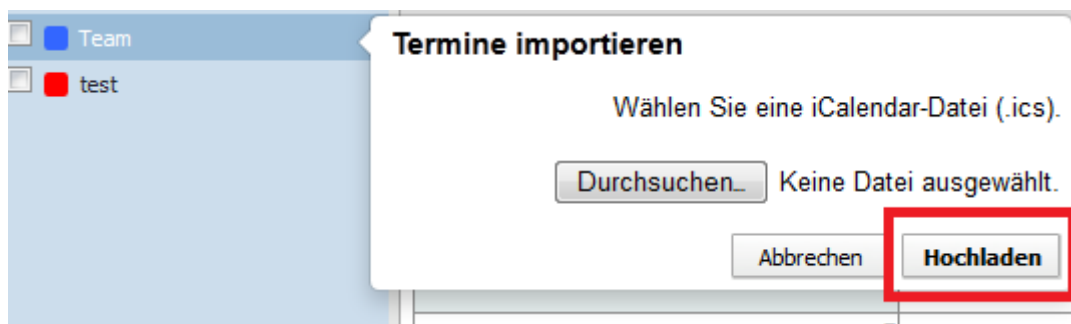 Team
test
Termine importieren
Wählen Sie eine iCalendar-Datei (.ics).
Durchsuchen… Keine Datei ausgewählt.
Abbrechen Hochladen